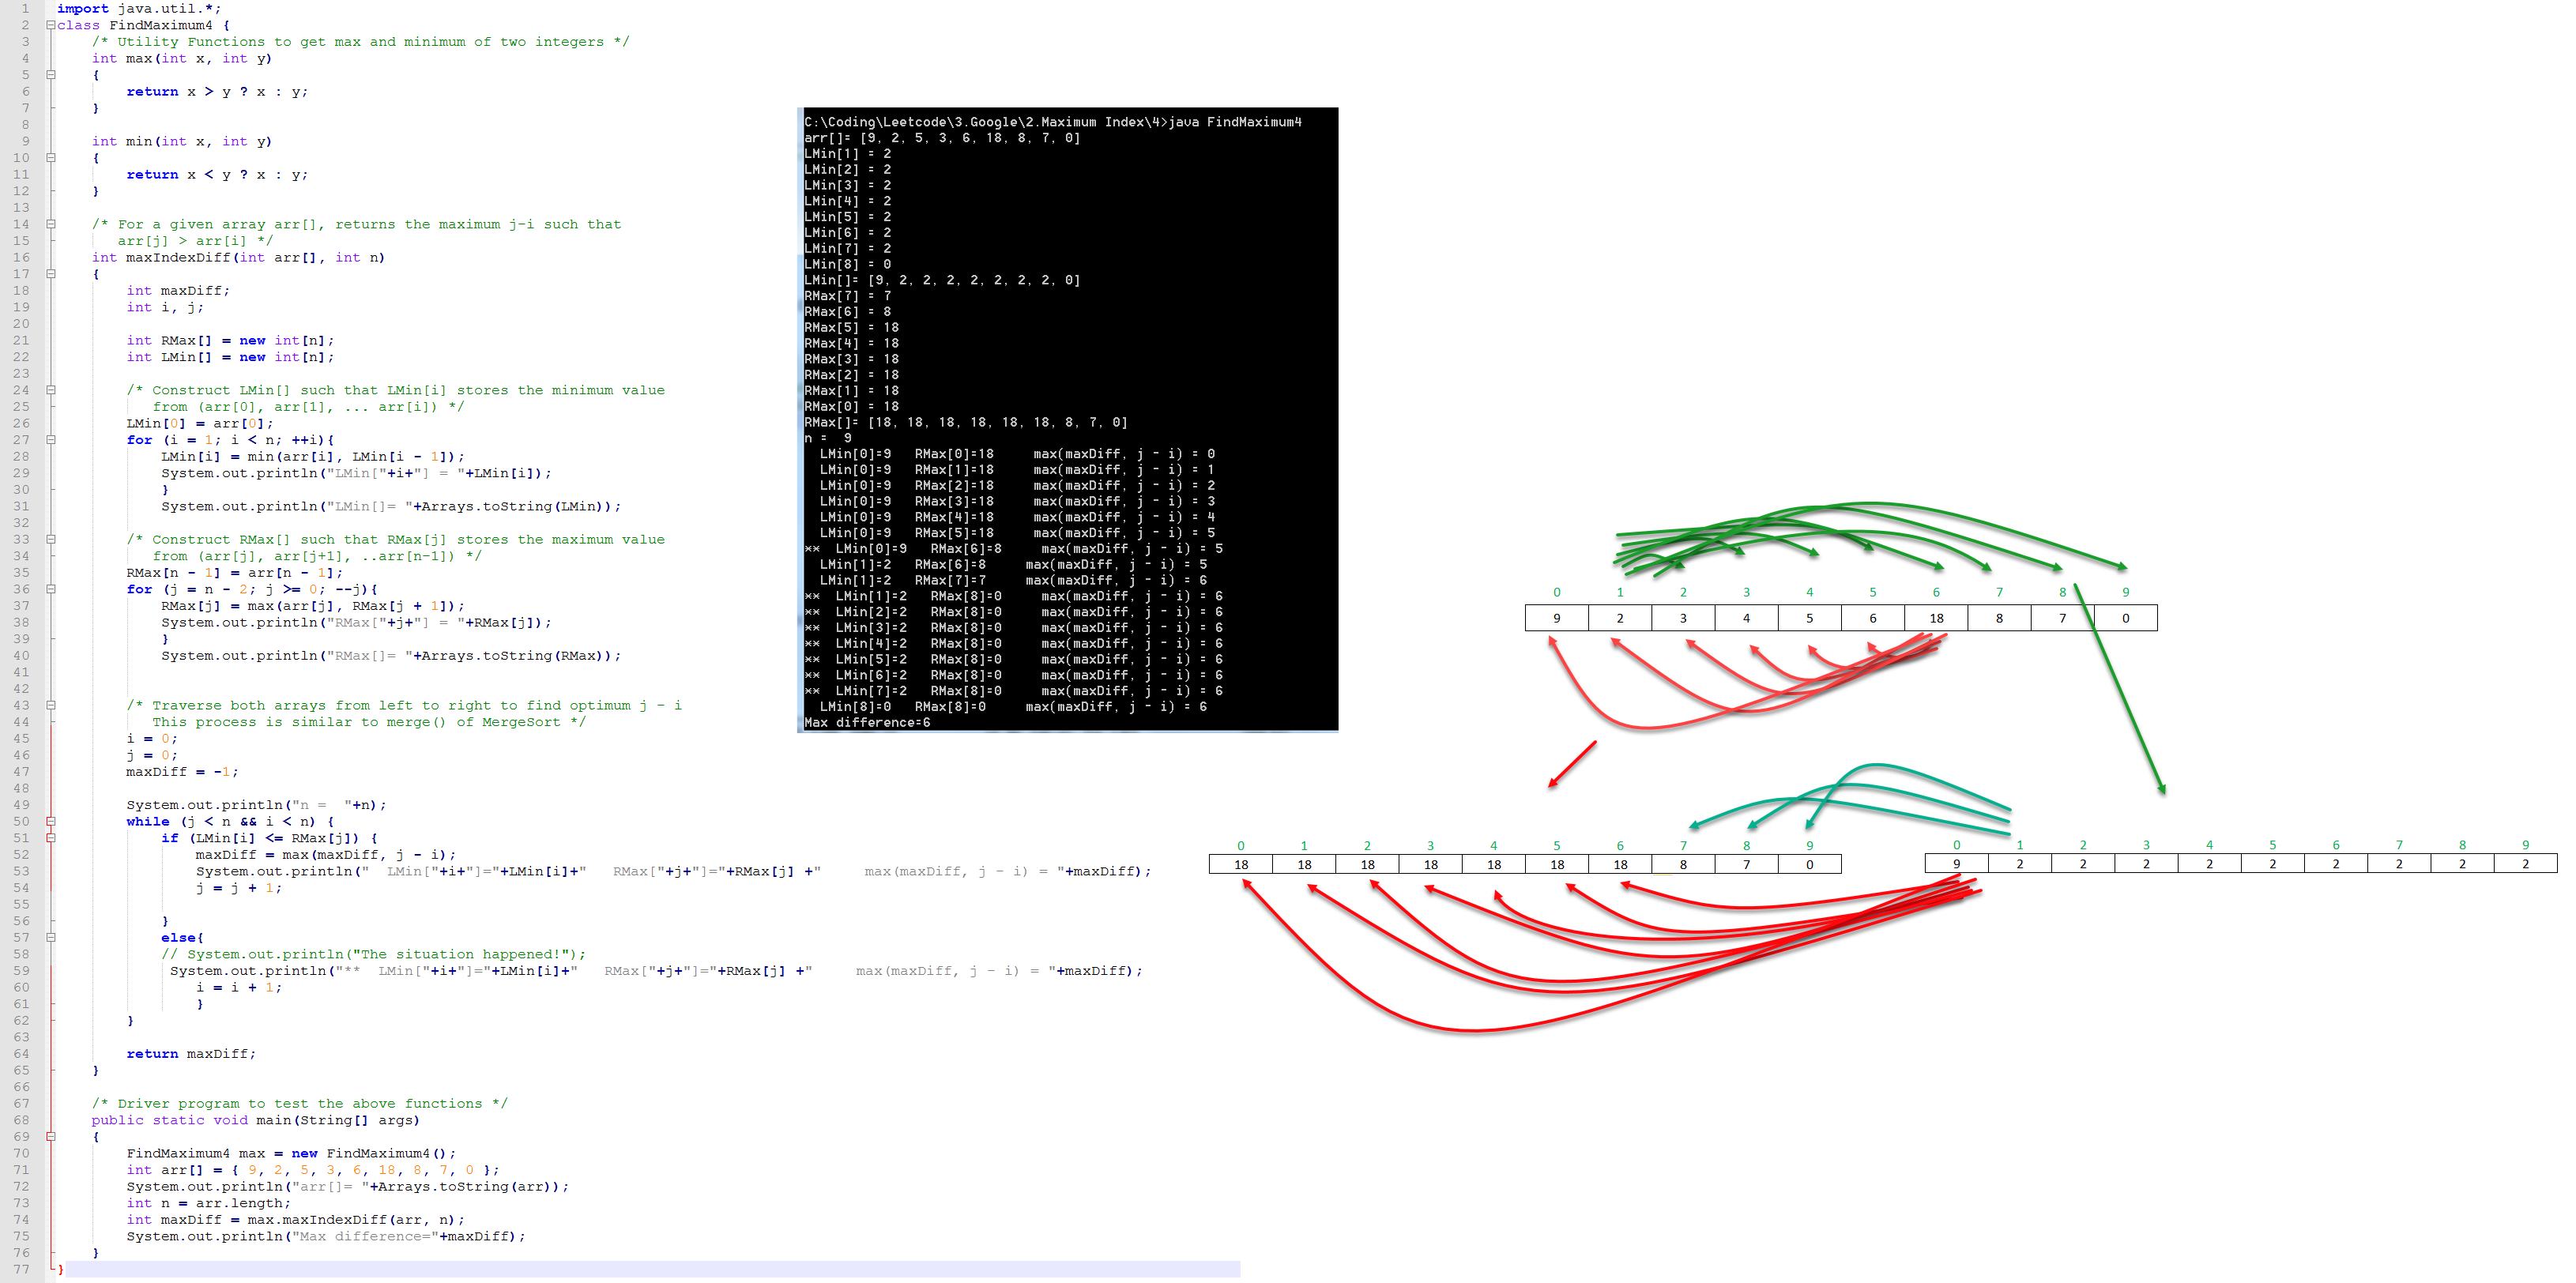 1 import java.util.*;
2 class FindMaximum4 {
3 /* Utility Functions to get max and minimum of two integers */
4 int max(int x, int y)
5 {
6 return x > y ? x : y;
7 }
8
9 int min(int x, int y)
10 {
11 return x < y ? x : y;
12 }
13
14 /* For a given array arr[], returns the maximum j-i such that
15 arr[j] > arr[i] */
16 int maxIndexDiff(int arr[], int n)
17 {
18 int maxDiff;
19 int i, j;
20
21 int RMax[] = new int[n];
22 int LMin[] = new int[n];
23
24 /* Construct LMin[] such that LMin[i] stores the minimum value
25 from (arr[0], arr[1], ... arr[i]) */
26 LMin[0] = arr[0];
27 for (i = 1; i < n; ++i){
28 LMin[i] = min(arr[i], LMin[i - 1]);
29 System.out.println("LMin["+i+"] = "+LMin[i]);
30 }
31 System.out.println("LMin[]= "+Arrays.toString(LMin));
32
33 /* Construct RMax[] such that RMax[j] stores the maximum value
34 from (arr[j], arr[j+1], ..arr[n-1]) */
35 RMax[n - 1] = arr[n - 1];
36 for (j = n - 2; j >= 0; --j){
37 RMax[j] = max(arr[j], RMax[j + 1]);
38 System.out.println("RMax["+j+"] = "+RMax[j]);
39 }
40 System.out.println("RMax[]= "+Arrays.toString(RMax));
41
42
43 /* Traverse both arrays from left to right to find optimum j - i
44 This process is similar to merge() of MergeSort */
45 i = 0;
46 j = 0;
47 maxDiff = -1;
48
49 System.out.println("n =  "+n);
50 while (j < n && i < n) {
51 if (LMin[i] <= RMax[j]) {
52 maxDiff = max(maxDiff, j - i);
53 System.out.println("  LMin["+i+"]="+LMin[i]+"   RMax["+j+"]="+RMax[j] +"     max(maxDiff, j - i) = "+maxDiff);
54 j = j + 1;
55
56 }
57 else{
58 // System.out.println("The situation happened!");
59 System.out.println("**  LMin["+i+"]="+LMin[i]+"   RMax["+j+"]="+RMax[j] +"     max(maxDiff, j - i) = "+maxDiff);
60 i = i + 1;
61 }
62 }
63
64 return maxDiff;
65 }
66
67 /* Driver program to test the above functions */
68 public static void main(String[] args)
69 {
70 FindMaximum4 max = new FindMaximum4();
71 int arr[] = { 9, 2, 5, 3, 6, 18, 8, 7, 0 };
72 System.out.println("arr[]= "+Arrays.toString(arr));
73 int n = arr.length;
74 int maxDiff = max.maxIndexDiff(arr, n);
75 System.out.println("Max difference="+maxDiff);
76 }
77 }
C:\Coding\Leetcode\3.Google\2.Maximum Index\4>java FindMaximum4
arr[]= [9, 2, 5, 3, 6, 18, 8, 7, 0]
LMin[1] = 2
LMin[2] = 2
LMin[3] = 2
LMin[4] = 2
LMin[5] = 2
LMin[6] = 2
LMin[7] = 2
LMin[8] = 0
LMin[]= [9, 2, 2, 2, 2, 2, 2, 2, 0]
RMax[7] = 7
RMax[6] = 8
RMax[5] = 18
RMax[4] = 18
RMax[3] = 18
RMax[2] = 18
RMax[1] = 18
RMax[0] = 18
RMax[]= [18, 18, 18, 18, 18, 18, 8, 7, 0]
n =  9
LMin[0]=9   RMax[0]=18     max(maxDiff, j - i) = 0
LMin[0]=9   RMax[1]=18     max(maxDiff, j - i) = 1
LMin[0]=9   RMax[2]=18     max(maxDiff, j - i) = 2
LMin[0]=9   RMax[3]=18     max(maxDiff, j - i) = 3
LMin[0]=9   RMax[4]=18     max(maxDiff, j - i) = 4
LMin[0]=9   RMax[5]=18     max(maxDiff, j - i) = 5
**  LMin[0]=9   RMax[6]=8     max(maxDiff, j - i) = 5
LMin[1]=2   RMax[6]=8     max(maxDiff, j - i) = 5
LMin[1]=2   RMax[7]=7     max(maxDiff, j - i) = 6
**  LMin[1]=2   RMax[8]=0     max(maxDiff, j - i) = 6
**  LMin[2]=2   RMax[8]=0     max(maxDiff, j - i) = 6
**  LMin[3]=2   RMax[8]=0     max(maxDiff, j - i) = 6
**  LMin[4]=2   RMax[8]=0     max(maxDiff, j - i) = 6
**  LMin[5]=2   RMax[8]=0     max(maxDiff, j - i) = 6
**  LMin[6]=2   RMax[8]=0     max(maxDiff, j - i) = 6
**  LMin[7]=2   RMax[8]=0     max(maxDiff, j - i) = 6
LMin[8]=0   RMax[8]=0     max(maxDiff, j - i) = 6
Max difference=6
0 1 2 3 4 5 6 7 8 9
9 2 3 4 5 6 18 8 7 0
0 1 2 3 4 5 6 7 8 9
18 18 18 18 18 18 18 8 7 0
0 1 2 3 4 5 6 7 8 9
9 2 2 2 2 2 2 2 2 2